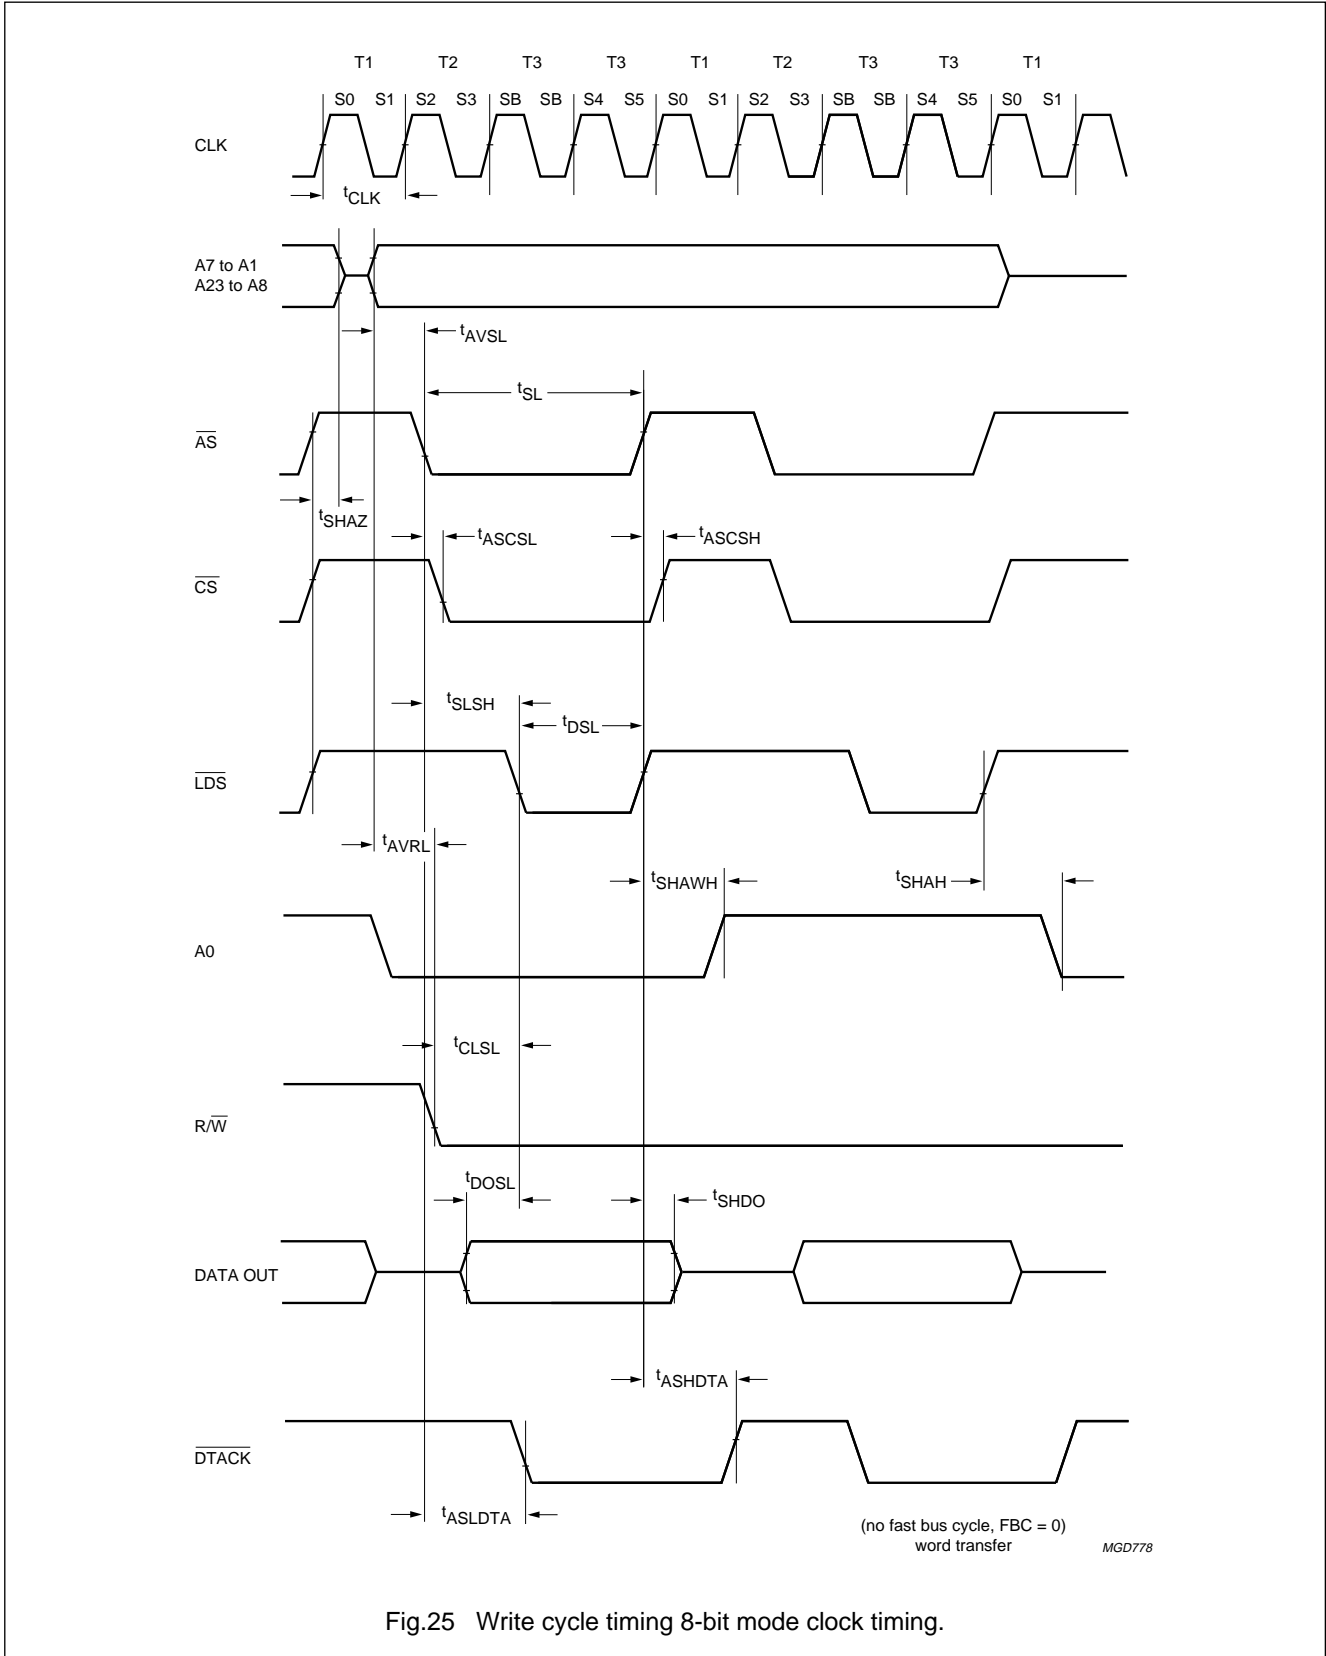 T1 T2 T3 T3 T1 T2 T3 T3 T1
S0 S1 S2 S3 SB SB S4 S5 S0 S1 S2 S3 SB SB S4 S5 S0 S1
CLK
tCLK
A7 to A1
A23 to A8
tAVSL
tSL
AS
tSHAZ
tASCSL tASCSH
CS
tSLSH
tDSL
LDS
tAVRL
tSHAWH tSHAH
A0
tCLSL
R/W
tDOSL tSHDO
DATA OUT
tASHDTA
DTACK
tASLDTA
(no fast bus cycle, FBC = 0)
word transfer
MGD778
Fig.25 Write cycle timing 8-bit mode clock timing.